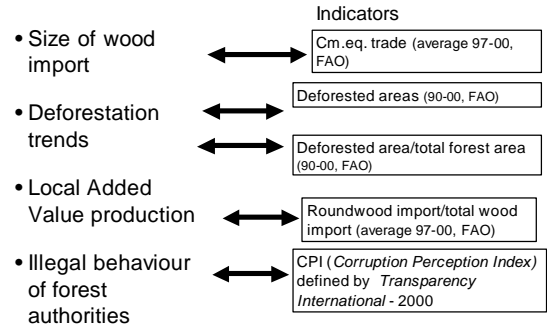 Indicators
• Size of wood
import
Cm.eq. trade (average 97-00,
FAO)
Deforested areas (90-00, FAO)
• Deforestation
trends
Deforested area/total forest area
(90-00, FAO)
• Local Added
Value production
Roundwood import/total wood
import (average 97-00, FAO)
• Illegal behaviour
of forest
authorities
CPI (Corruption Perception Index)
defined by Transparency
International - 2000